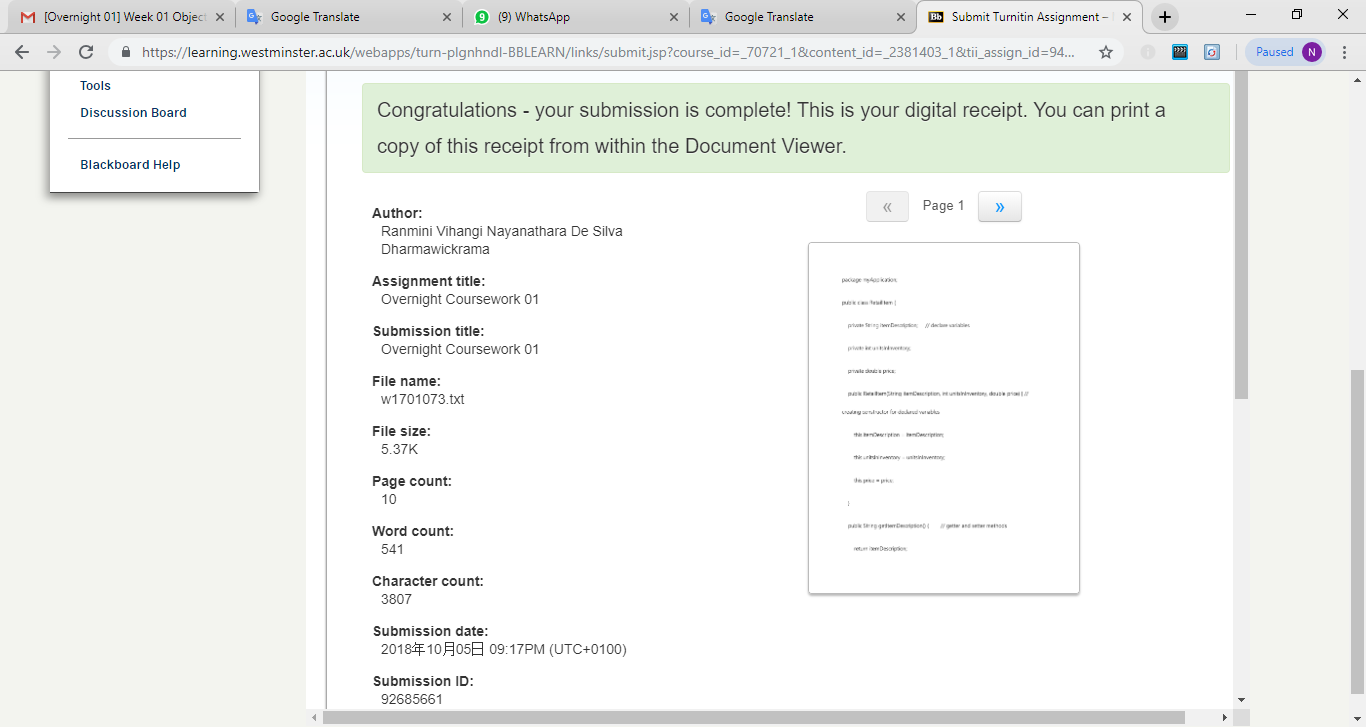 [Overnight 01] Week 01 Objec
Google Translate
(9) WhatsApp
Google Translate
Submit Turnitin Assignment –
https://learning.westminster.ac.uk/webapps/turn-plgnhndl-BBLEARN/links/submit.jsp?course_id=_70721_1&content_id=_2381403_1&tii_assign_id=94...
Paused N
Tools
Discussion Board
Blackboard Help
Congratulations - your submission is complete! This is your digital receipt. You can print a
copy of this receipt from within the Document Viewer.
Author:
Ranmini Vihangi Nayanathara De Silva
Dharmawickrama
Assignment title:
Overnight Coursework 01
Submission title:
Overnight Coursework 01
File name:
w1701073.txt
File size:
5.37K
Page count:
10
Word count:
541
Character count:
3807
Submission date:
2018年10月05日 09:17PM (UTC+0100)
Submission ID:
92685661
« Page 1 »
package myApplication;
public class RetailItem {
private String itemDescription; // declare variables
private int unitsInInventory;
private double price;
public RetailItem(String itemDescription, int unitsInInventory, double price) { //
creating constructor for declared variables
this.itemDescription = itemDescription;
this.unitsInInventory = unitsInInventory;
this.price = price;
}
public String getItemDescription() { // getter and setter methods
return itemDescription;